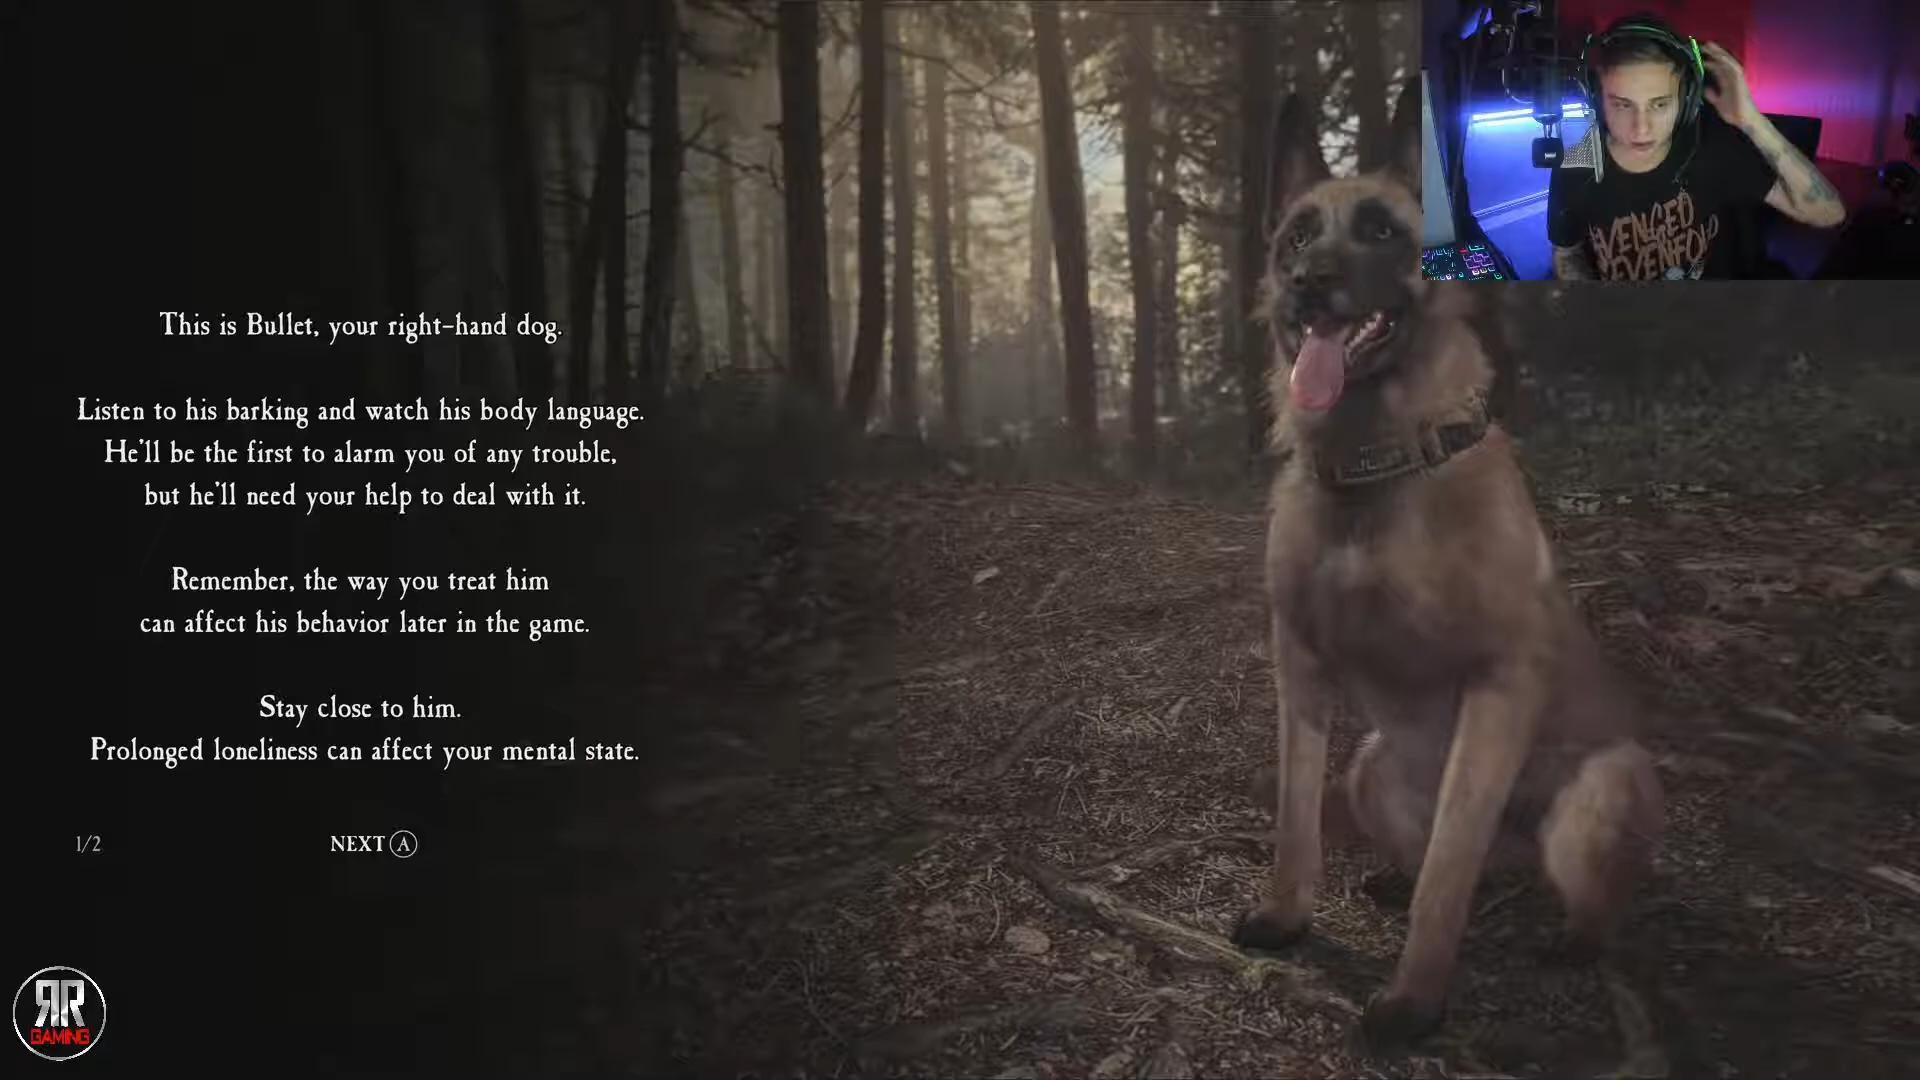 This is Bullet, your right-hand dog.
Listen to his barking and watch his body language.
He'll be the first to alarm you of any trouble,
but he'll need your help to deal with it.
Remember, the way you treat him
can affect his behavior later in the game.
Stay close to him.
Prolonged loneliness can affect your mental state.
1/2
NEXT A
RR
GAMING
AVENGED
SEVENFOLD